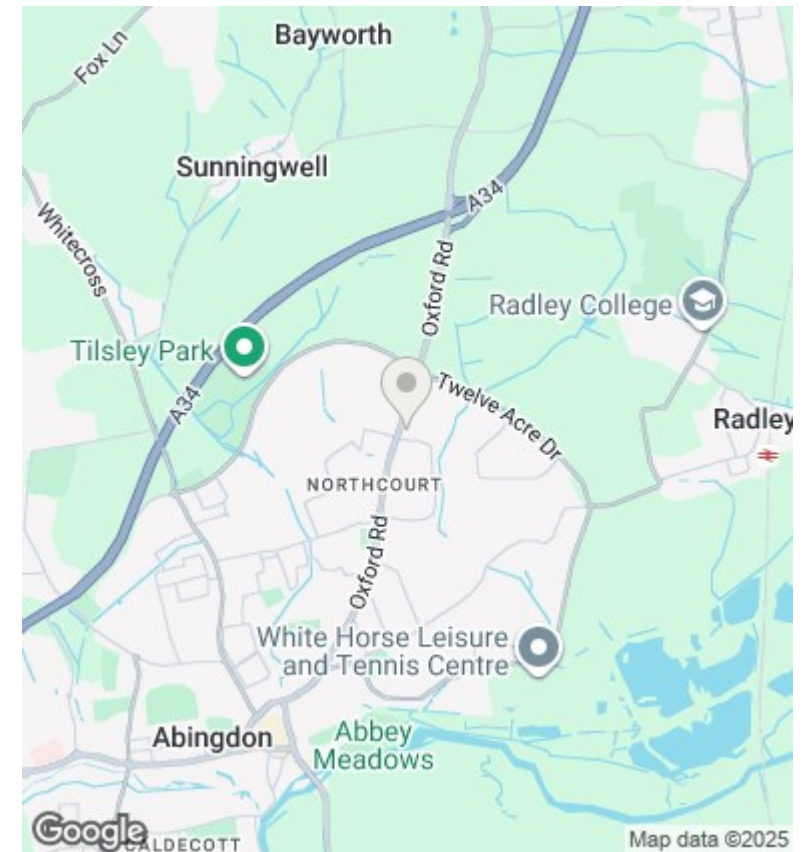 Bayworth
Fox Ln
Sunningwell
A34
Whitecross
Oxford Rd
Radley College
Tilsley Park
A34
Twelve Acre Dr
Radley
NORTHCOURT
Oxford Rd
White Horse Leisure
and Tennis Centre
Abingdon
Abbey
Meadows
Google
CALDECOTT
Map data ©2025